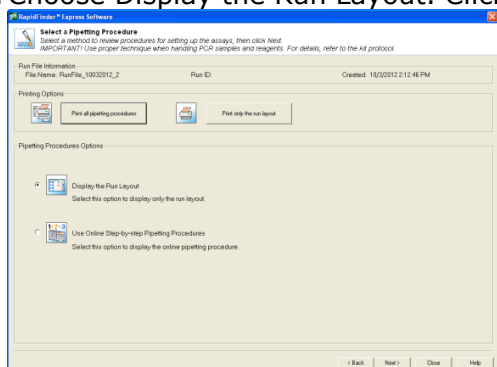 Choose Display the Run Layout. Click
RapidFinder™ Express Software
Select a Pipetting Procedure
Select a method to review procedures for setting up the assays, then click Next.
IMPORTANT! Use proper technique when handling PCR samples and reagents. For details, refer to the kit protocol
Run File Information
File Name: RunFile_10032012_2 Run ID: Created: 10/3/2012 2:12:46 PM
Printing Options
Print all pipetting procedures Print only the run layout
Pipetting Procedures Options
Display the Run Layout
Select this option to display only the run layout.
1-2-3
Use Online Step-by-step Pipetting Procedures
Select this option to display the online pipetting procedure.
< Back Next > Close Help